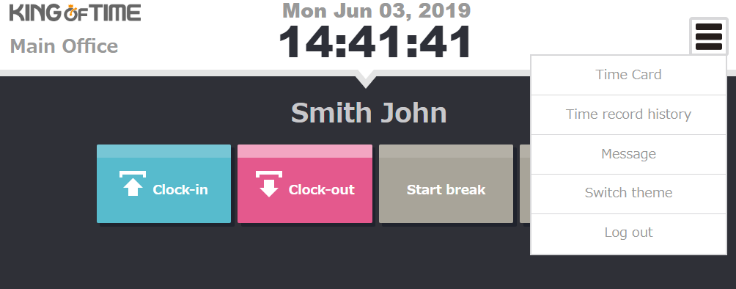 KING OF TIME
Mon Jun 03, 2019
Main Office
14:41:41
Time Card
Time record history
Message
Switch theme
Log out
Smith John
Clock-in
Clock-out
Start break